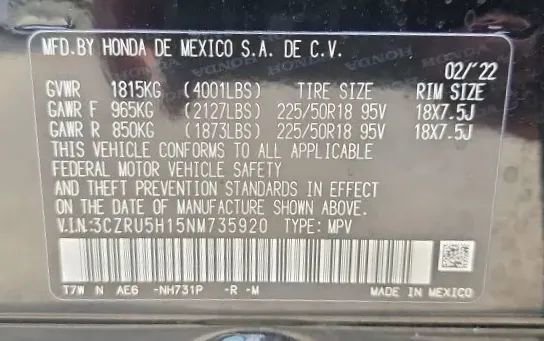 MFD.BY HONDA DE MEXICO S.A. DE C.V.
02/'22
GVWR 1815KG (4001LBS) TIRE SIZE RIM SIZE
GAWR F 965KG (2127LBS) 225/50R18 95V 18X7.5J
GAWR R 850KG (1873LBS) 225/50R18 95V 18X7.5J
THIS VEHICLE CONFORMS TO ALL APPLICABLE
FEDERAL MOTOR VEHICLE SAFETY
AND THEFT PREVENTION STANDARDS IN EFFECT
ON DATE OF MANUFACTURE SHOWN ABOVE.
V.I.N:3CZRU5H15NM735920 TYPE: MPV
T7W N AE6 -NH731P -R -M MADE IN MEXICO